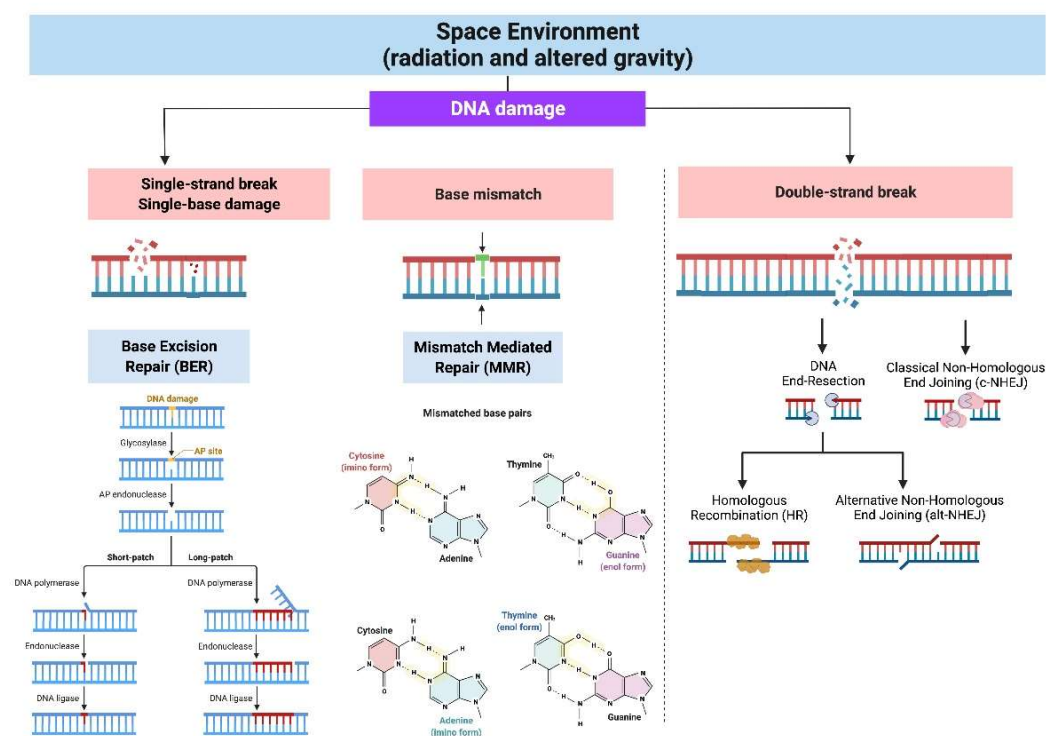 Space Environment
(radiation and altered gravity)
DNA damage
Single-strand break
Single-base damage
Base mismatch
Double-strand break
Base Excision
Repair (BER)
Mismatch Mediated
Repair (MMR)
DNA
End-Resection
Classical Non-Homologous
End Joining (c-NHEJ)
DNA damage
Glycosylase
AP site
AP endonuclease
Short-patch
Long-patch
DNA polymerase
DNA polymerase
Endonuclease
Endonuclease
DNA ligase
DNA ligase
Mismatched base pairs
Cytosine
(imino form)
H
N
H
N
H
N
H
N
N
O
N
N
N
Adenine
Thymine
CH₃
O
H
O
N
H
N
N
N
O
H
N
N
N
H
Guanine
(enol form)
Cytosine
H
N
H
N
N
H
N
N
O
N
N
Adenine
(imino form)
Thymine
(enol form)
CH₃
O
H
O
N
H
N
N
N
O
H
N
N
N
H
Guanine
Homologous
Recombination (HR)
Alternative Non-Homologous
End Joining (alt-NHEJ)